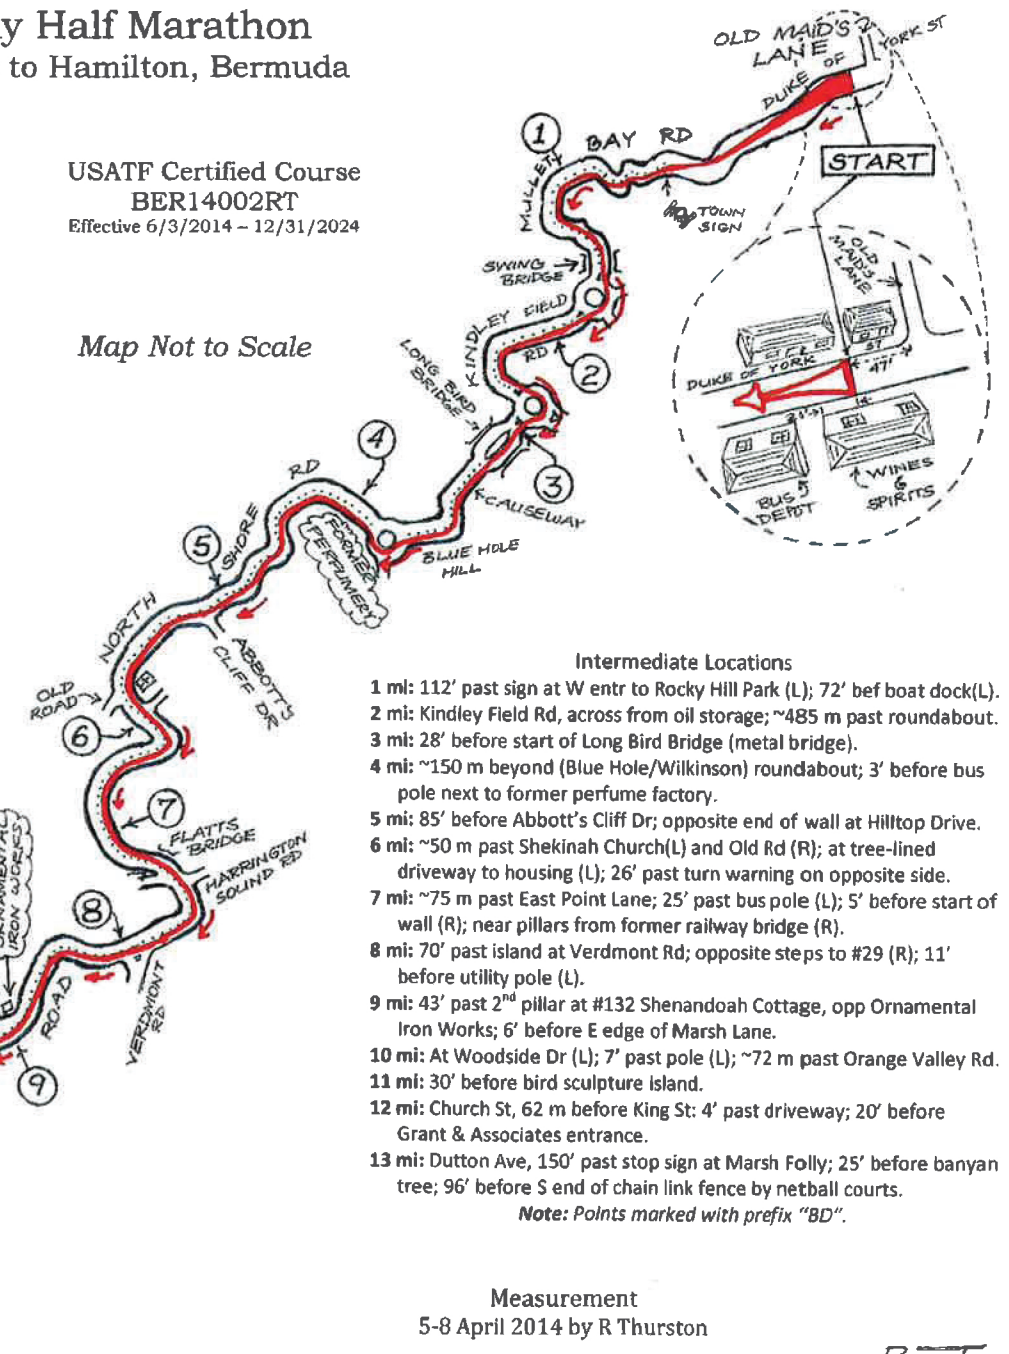 y Half Marathon
to Hamilton, Bermuda
USATF Certified Course
BER14002RT
Effective 6/3/2014 – 12/31/2024
Map Not to Scale
OLD MAID'S
LANE
YORK ST
DUKE OF
START
1
BAY RD
MULLET
TOWN
SIGN
SWING
BRIDGE
KINDLEY FIELD
RD
2
LONG BIRD
BRIDGE
3
CAUSEWAY
4
BLUE HOLE
HILL
NORTH SHORE RD
FORMER
PERFUMERY
5
ABBOTT'S
CLIFF DR
OLD
ROAD
6
7
FLATTS
BRIDGE
HARRINGTON
SOUND RD
8
VERDMONT
RD
ROAD
IRON WORKS
9
OLD
MAID'S
LANE
37'
47'
DUKE OF YORK
14'
BUS
DEPOT
WINES
&
SPIRITS
Intermediate Locations
1 mi: 112' past sign at W entr to Rocky Hill Park (L); 72' bef boat dock(L).
2 mi: Kindley Field Rd, across from oil storage; ~485 m past roundabout.
3 mi: 28' before start of Long Bird Bridge (metal bridge).
4 mi: ~150 m beyond (Blue Hole/Wilkinson) roundabout; 3' before bus
pole next to former perfume factory.
5 mi: 85' before Abbott's Cliff Dr; opposite end of wall at Hilltop Drive.
6 mi: ~50 m past Shekinah Church(L) and Old Rd (R); at tree-lined
driveway to housing (L); 26' past turn warning on opposite side.
7 mi: ~75 m past East Point Lane; 25' past bus pole (L); 5' before start of
wall (R); near pillars from former railway bridge (R).
8 mi: 70' past island at Verdmont Rd; opposite steps to #29 (R); 11'
before utility pole (L).
9 mi: 43' past 2nd pillar at #132 Shenandoah Cottage, opp Ornamental
Iron Works; 6' before E edge of Marsh Lane.
10 mi: At Woodside Dr (L); 7' past pole (L); ~72 m past Orange Valley Rd.
11 mi: 30' before bird sculpture island.
12 mi: Church St, 62 m before King St: 4' past driveway; 20' before
Grant & Associates entrance.
13 mi: Dutton Ave, 150' past stop sign at Marsh Folly; 25' before banyan
tree; 96' before S end of chain link fence by netball courts.
Note: Points marked with prefix "BD".
Measurement
5-8 April 2014 by R Thurston